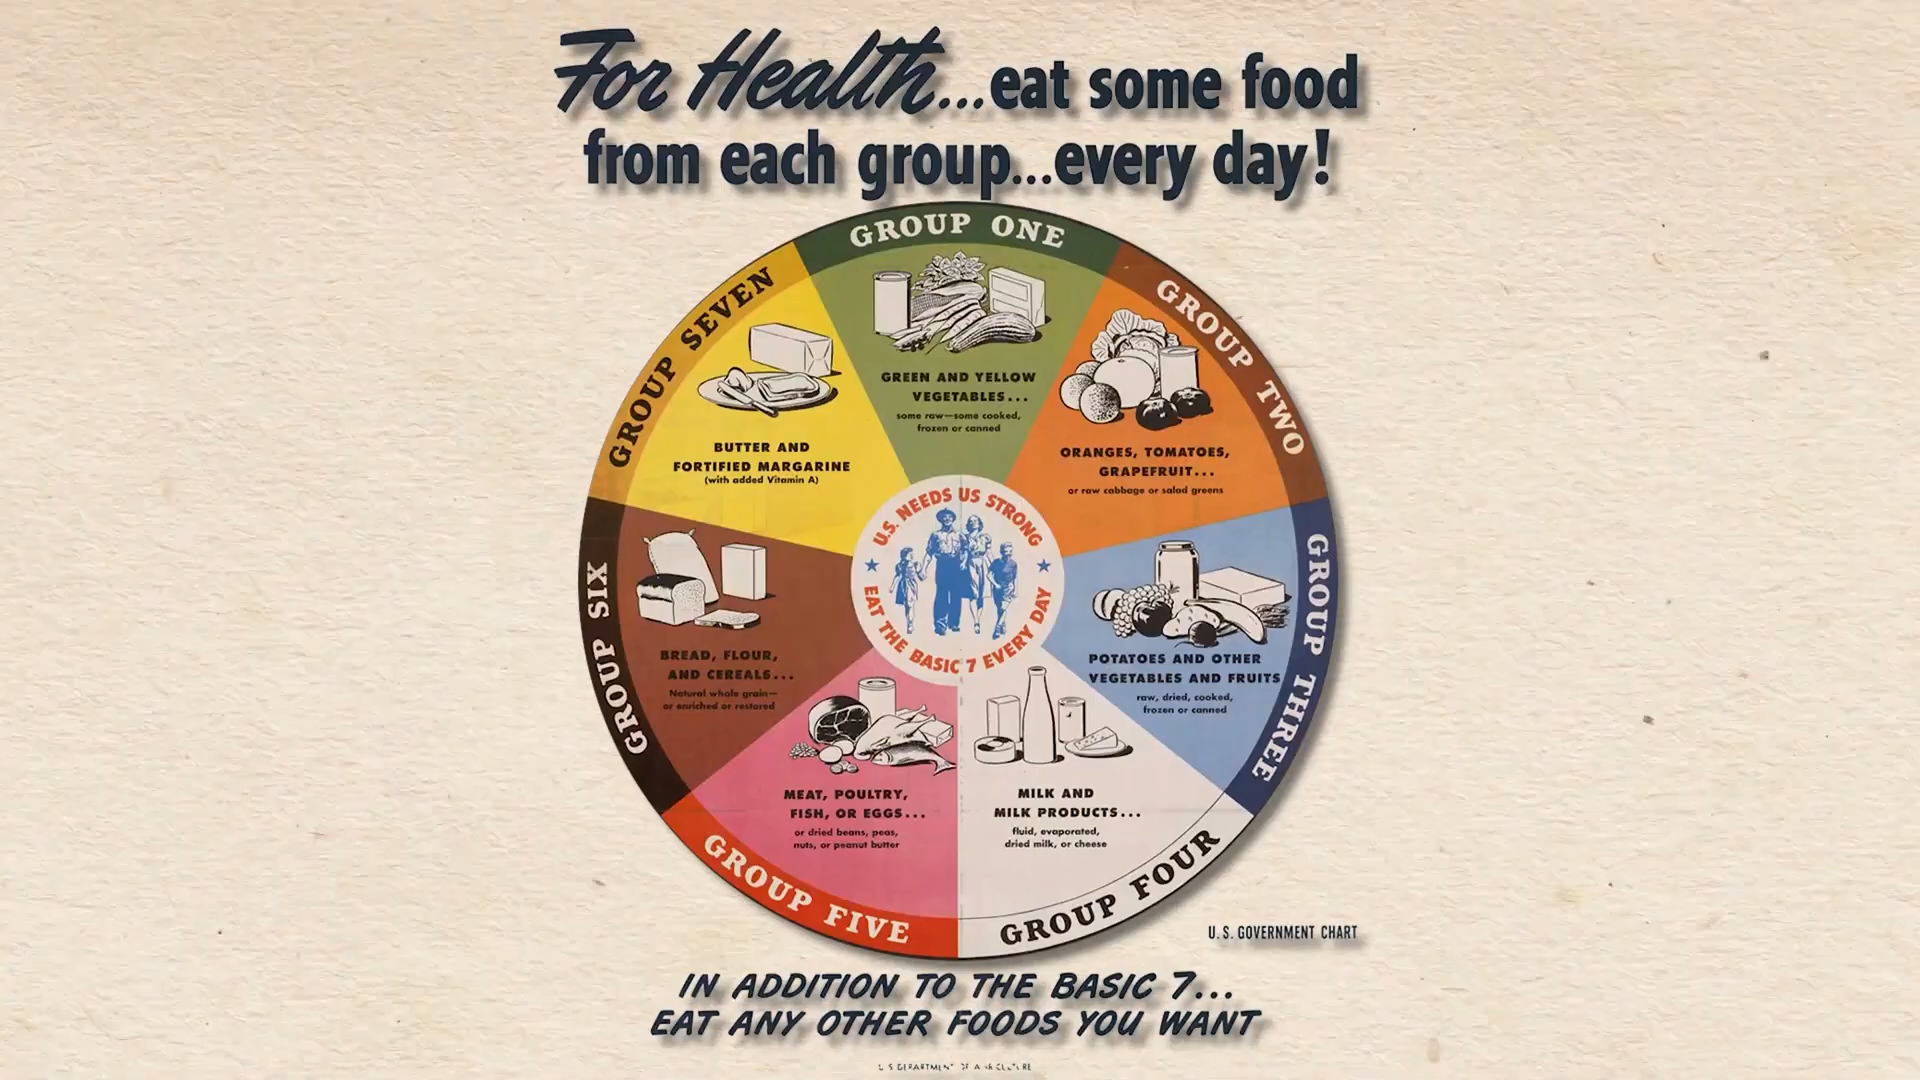 For Health...eat some food
from each group...every day!
GROUP ONE
GREEN AND YELLOW
VEGETABLES...
some raw—some cooked,
frozen or canned
GROUP TWO
ORANGES, TOMATOES,
GRAPEFRUIT...
or raw cabbage or salad greens
GROUP THREE
POTATOES AND OTHER
VEGETABLES AND FRUITS
raw, dried, cooked,
frozen or canned
GROUP FOUR
MILK AND
MILK PRODUCTS...
fluid, evaporated,
dried milk, or cheese
GROUP FIVE
MEAT, POULTRY,
FISH, OR EGGS...
or dried beans, peas,
nuts, or peanut butter
GROUP SIX
BREAD, FLOUR,
AND CEREALS...
Natural whole grain—
or enriched or restored
GROUP SEVEN
BUTTER AND
FORTIFIED MARGARINE
(with added Vitamin A)
U.S. NEEDS US STRONG
EAT THE BASIC 7 EVERY DAY
U. S. GOVERNMENT CHART
IN ADDITION TO THE BASIC 7...
EAT ANY OTHER FOODS YOU WANT